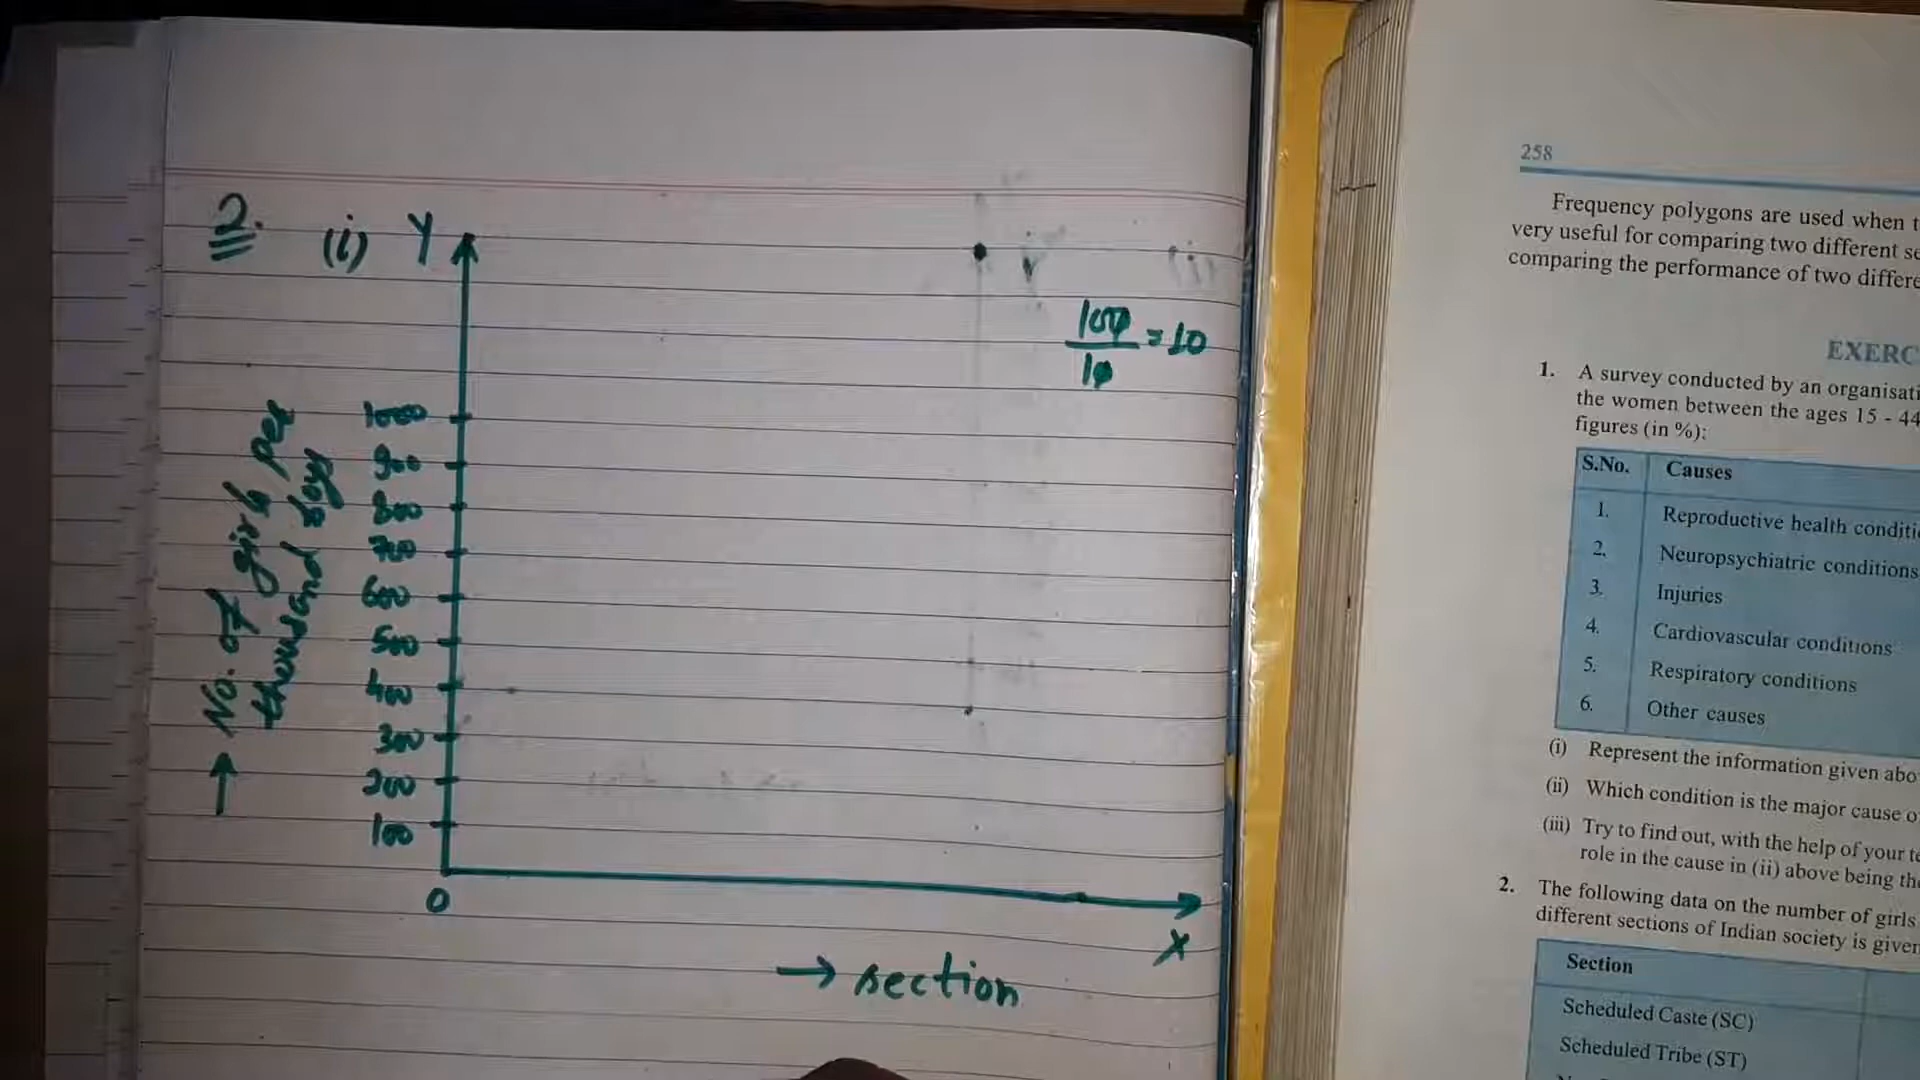 2. (i) Y
100/10 = 10
→ No. of girls per
thousand boys
1000
900
800
700
600
500
400
300
200
100
0
X
→ section
258
Frequency polygons are used when t
very useful for comparing two different se
comparing the performance of two differe
EXERC
1. A survey conducted by an organisati
the women between the ages 15 - 44
figures (in %):
S.No. Causes
1. Reproductive health conditi
2. Neuropsychiatric conditions
3. Injuries
4. Cardiovascular conditions
5. Respiratory conditions
6. Other causes
(i) Represent the information given abo
(ii) Which condition is the major cause o
(iii) Try to find out, with the help of your te
role in the cause in (ii) above being the
2. The following data on the number of girls
different sections of Indian society is given
Section
Scheduled Caste (SC)
Scheduled Tribe (ST)